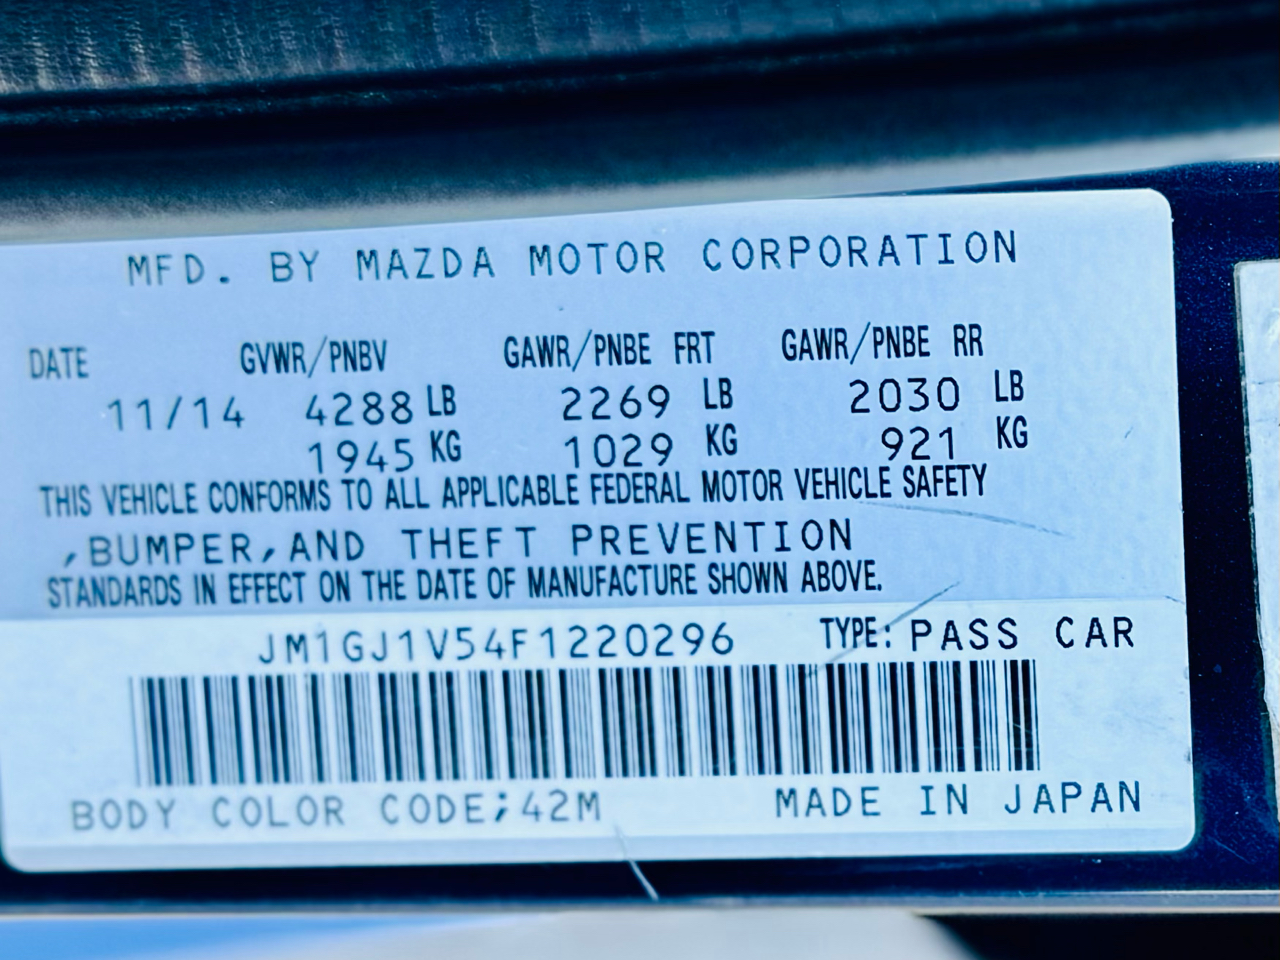 MFD. BY MAZDA MOTOR CORPORATION
DATE GVWR/PNBV GAWR/PNBE FRT GAWR/PNBE RR
11/14 4288 LB 2269 LB 2030 LB
1945 KG 1029 KG 921 KG
THIS VEHICLE CONFORMS TO ALL APPLICABLE FEDERAL MOTOR VEHICLE SAFETY
,BUMPER,AND THEFT PREVENTION
STANDARDS IN EFFECT ON THE DATE OF MANUFACTURE SHOWN ABOVE.
JM1GJ1V54F1220296 TYPE: PASS CAR
BODY COLOR CODE;42M MADE IN JAPAN